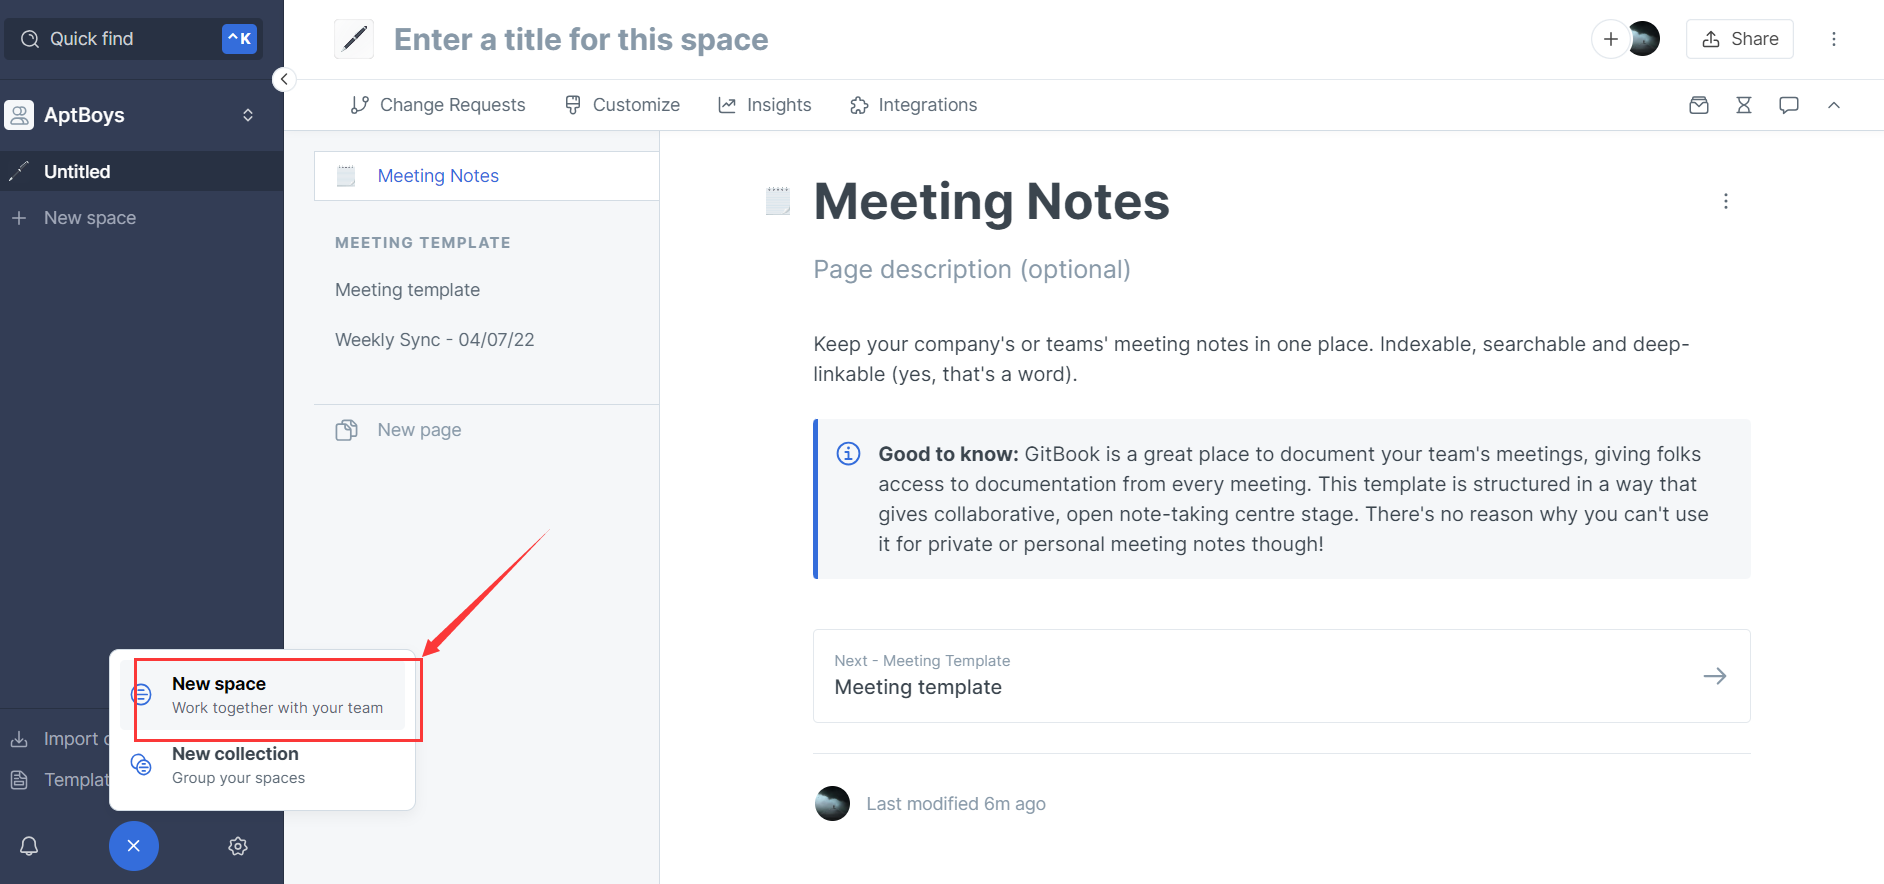 Quick find
^K
AptBoys
Untitled
New space
Import
Templat
New space
Work together with your team
New collection
Group your spaces
Enter a title for this space
Share
Change Requests
Customize
Insights
Integrations
Meeting Notes
MEETING TEMPLATE
Meeting template
Weekly Sync - 04/07/22
New page
Meeting Notes
Page description (optional)
Keep your company's or teams' meeting notes in one place. Indexable, searchable and deep-
linkable (yes, that's a word).
Good to know: GitBook is a great place to document your team's meetings, giving folks
access to documentation from every meeting. This template is structured in a way that
gives collaborative, open note-taking centre stage. There's no reason why you can't use
it for private or personal meeting notes though!
Next - Meeting Template
Meeting template
Last modified 6m ago